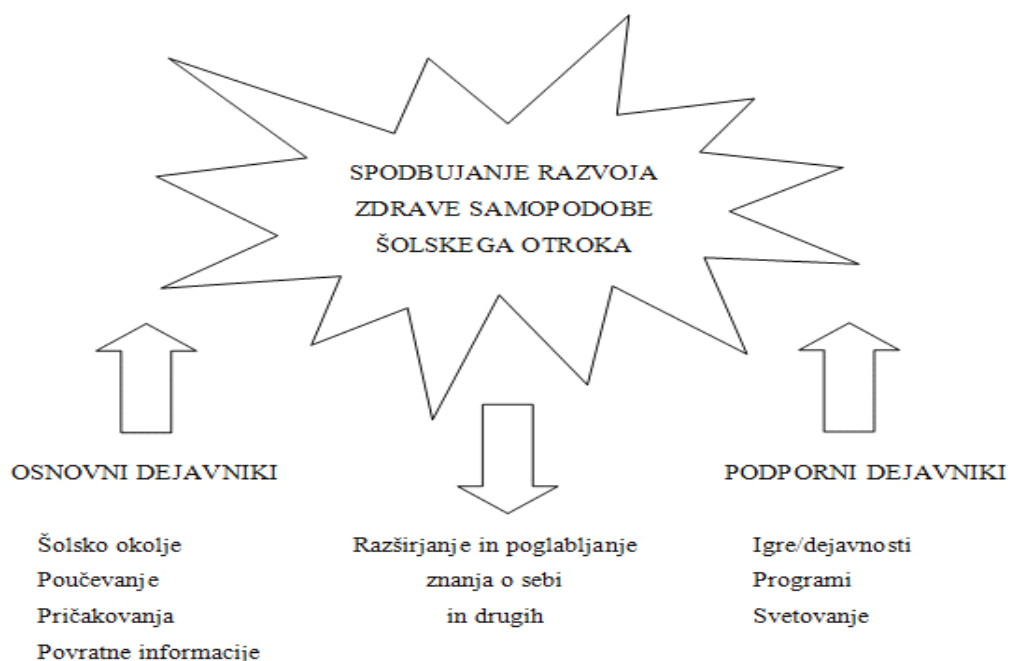 SPODBUJANJE RAZVOJA
ZDRAVE SAMOPODOBE
ŠOLSKEGA OTROKA
OSNOVNI DEJAVNIKI
Šolsko okolje
Poučevanje
Pričakovanja
Povratne informacije
Razširjanje in poglabljanje
znanja o sebi
in drugih
PODPORNI DEJAVNIKI
Igre/dejavnosti
Programi
Svetovanje